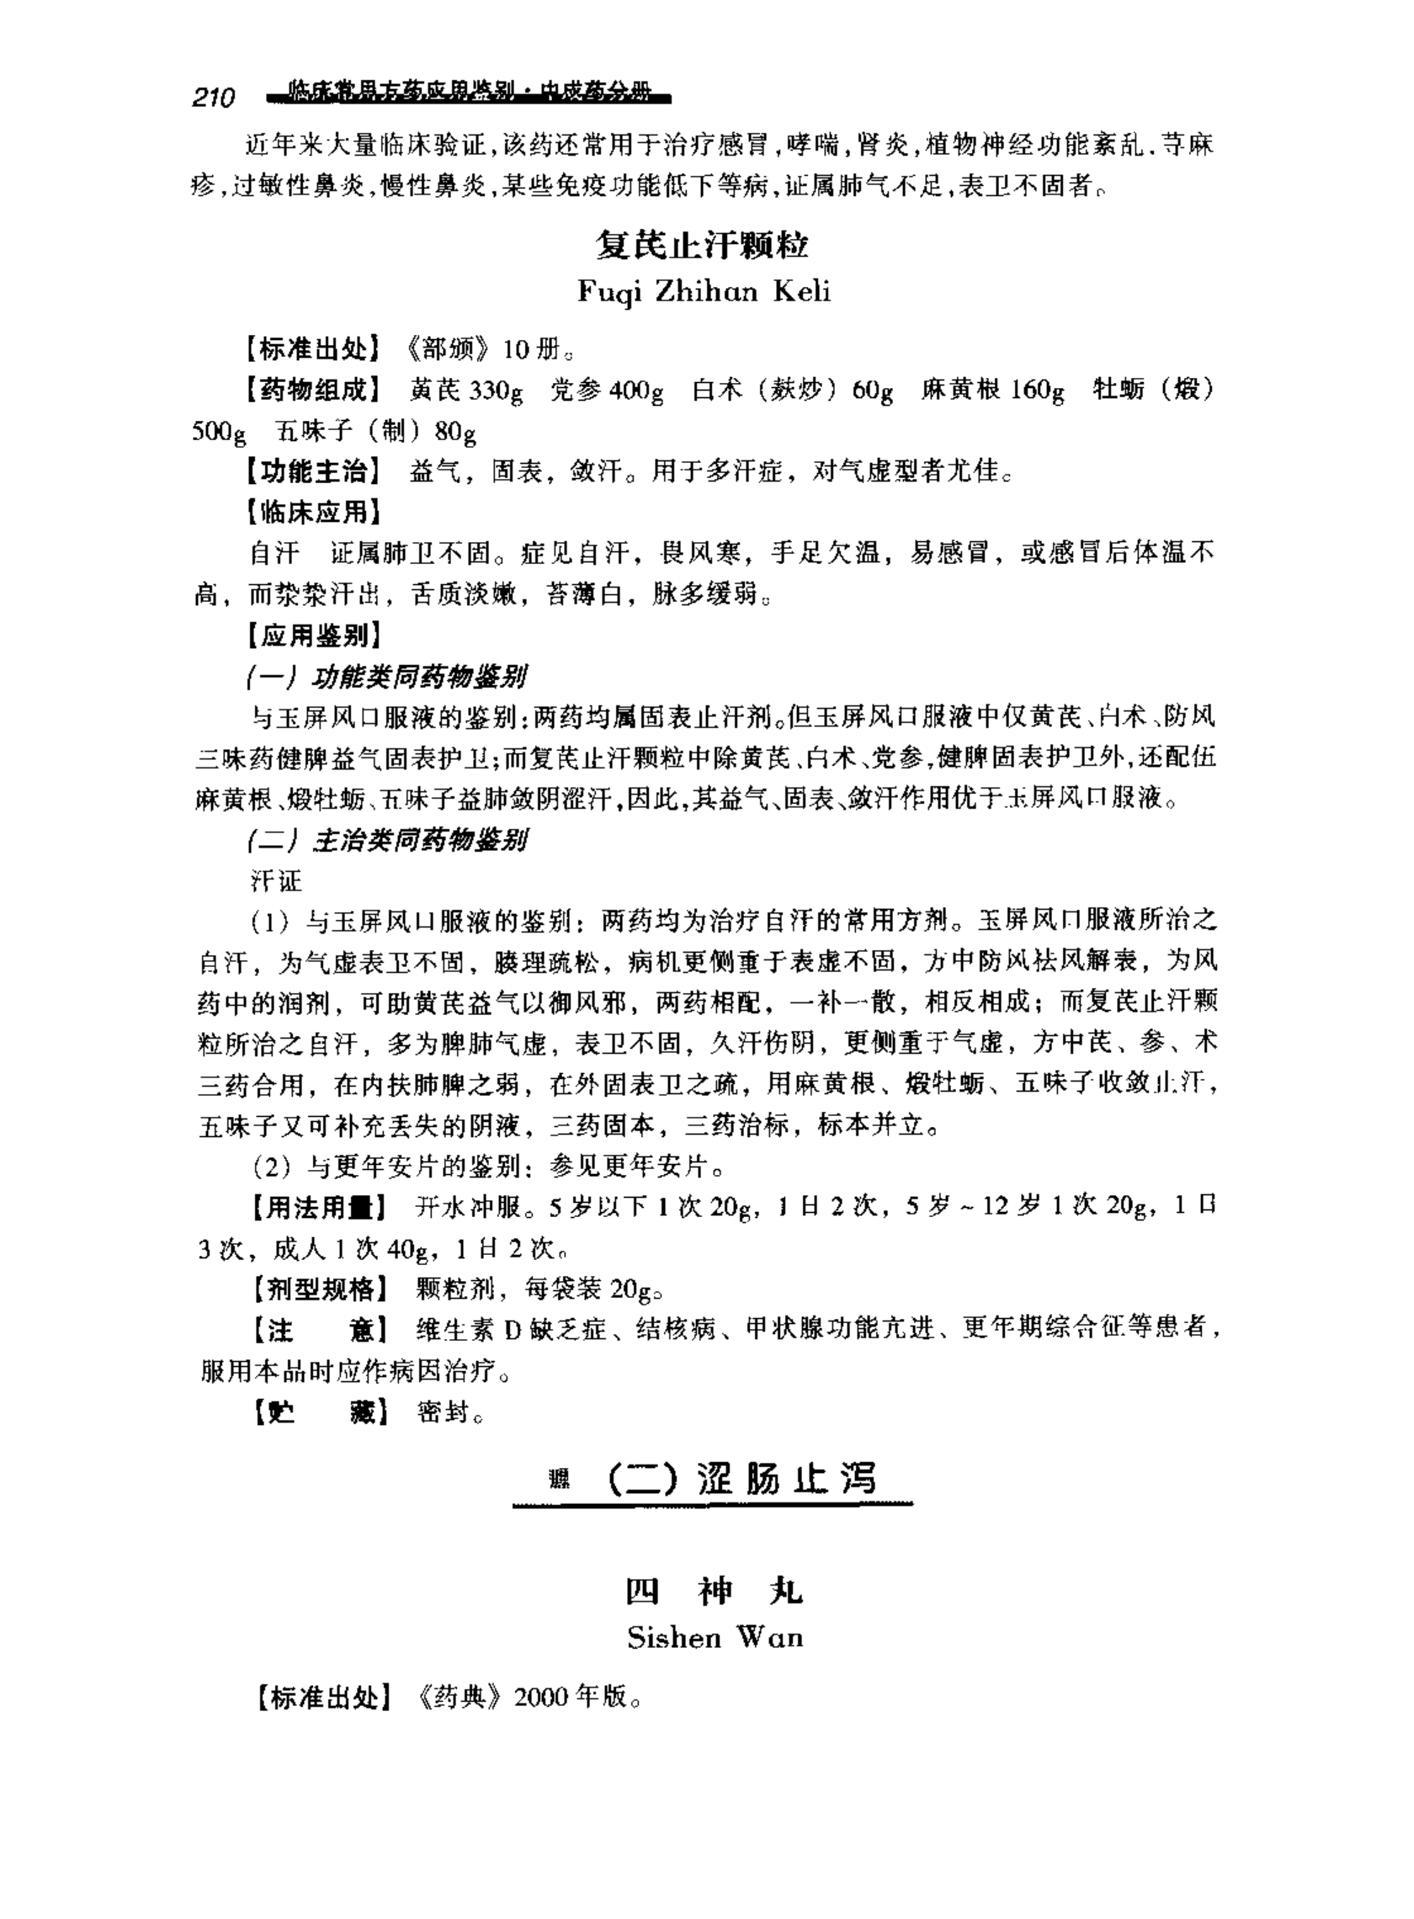 210 临床常用方药应用鉴别·中成药分册
近年来大量临床验证,该药还常用于治疗感冒,哮喘,肾炎,植物神经功能紊乱.荨麻
疹,过敏性鼻炎,慢性鼻炎,某些免疫功能低下等病,证属肺气不足,表卫不固者。
复芪止汗颗粒
Fuqi Zhihan Keli
【标准出处】《部颁》10册。
【药物组成】 黄芪330g 党参400g 白术（麸炒）60g 麻黄根160g 牡蛎（煅）
500g 五味子（制）80g
【功能主治】 益气，固表，敛汗。用于多汗症，对气虚型者尤佳。
【临床应用】
自汗 证属肺卫不固。症见自汗，畏风寒，手足欠温，易感冒，或感冒后体温不
高，而漐漐汗出，舌质淡嫩，苔薄白，脉多缓弱。
【应用鉴别】
(一) 功能类同药物鉴别
与玉屏风口服液的鉴别;两药均属固表止汗剂。但玉屏风口服液中仅黄芪、白术、防风
三味药健脾益气固表护卫;而复芪止汗颗粒中除黄芪、白术、党参,健脾固表护卫外,还配伍
麻黄根、煅牡蛎、五味子益肺敛阴涩汗,因此,其益气、固表、敛汗作用优于玉屏风口服液。
(二) 主治类同药物鉴别
汗证
（1）与玉屏风口服液的鉴别：两药均为治疗自汗的常用方剂。玉屏风口服液所治之
自汗，为气虚表卫不固，腠理疏松，病机更侧重于表虚不固，方中防风祛风解表，为风
药中的润剂，可助黄芪益气以御风邪，两药相配，一补一散，相反相成；而复芪止汗颗
粒所治之自汗，多为脾肺气虚，表卫不固，久汗伤阴，更侧重于气虚，方中芪、参、术
三药合用，在内扶肺脾之弱，在外固表卫之疏，用麻黄根、煅牡蛎、五味子收敛止汗，
五味子又可补充丢失的阴液，三药固本，三药治标，标本并立。
（2）与更年安片的鉴别：参见更年安片。
【用法用量】 开水冲服。5岁以下1次20g，1日2次，5岁~12岁1次20g，1日
3次，成人1次40g，1日2次。
【剂型规格】 颗粒剂，每袋装20g。
【注 意】 维生素D缺乏症、结核病、甲状腺功能亢进、更年期综合征等患者，
服用本品时应作病因治疗。
【贮 藏】 密封。
(二)涩肠止泻
四 神 丸
Sishen Wan
【标准出处】《药典》2000年版。